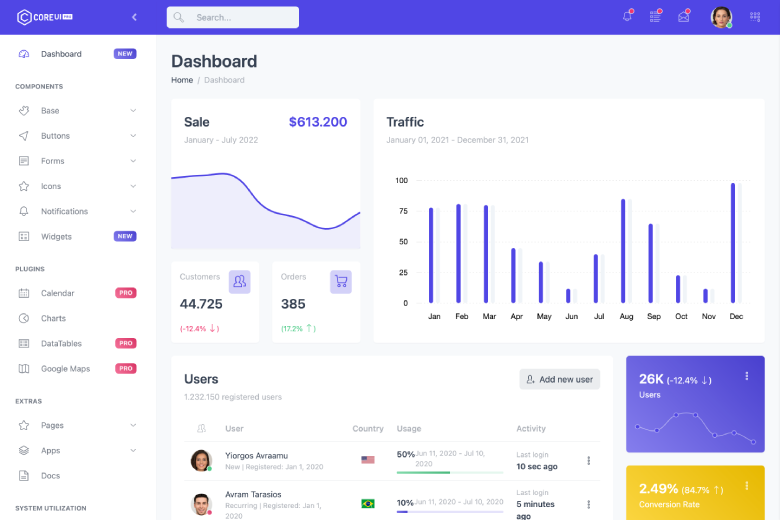 COREUI PRO
Search...
Dashboard NEW
COMPONENTS
Base
Buttons
Forms
Icons
Notifications
Widgets NEW
PLUGINS
Calendar PRO
Charts
DataTables PRO
Google Maps PRO
EXTRAS
Pages
Apps
Docs
SYSTEM UTILIZATION
Dashboard
Home / Dashboard
Sale $613.200
January - July 2022
Customers
44.725
(-12.4% ↓)
Orders
385
(17.2% ↑)
Traffic
January 01, 2021 - December 31, 2021
100
75
50
25
0
Jan Feb Mar Apr May Jun Jul Aug Sep Oct Nov Dec
Users
1.232.150 registered users
Add new user
User Country Usage Activity
Yiorgos Avraamu
New | Registered: Jan 1, 2020
50% Jun 11, 2020 - Jul 10,
2020
Last login
10 sec ago
Avram Tarasios
Recurring | Registered: Jan 1,
2020
10% Jun 11, 2020 - Jul 10, 2020
Last login
5 minutes
ago
26K (-12.4% ↓)
Users
2.49% (84.7% ↑)
Conversion Rate